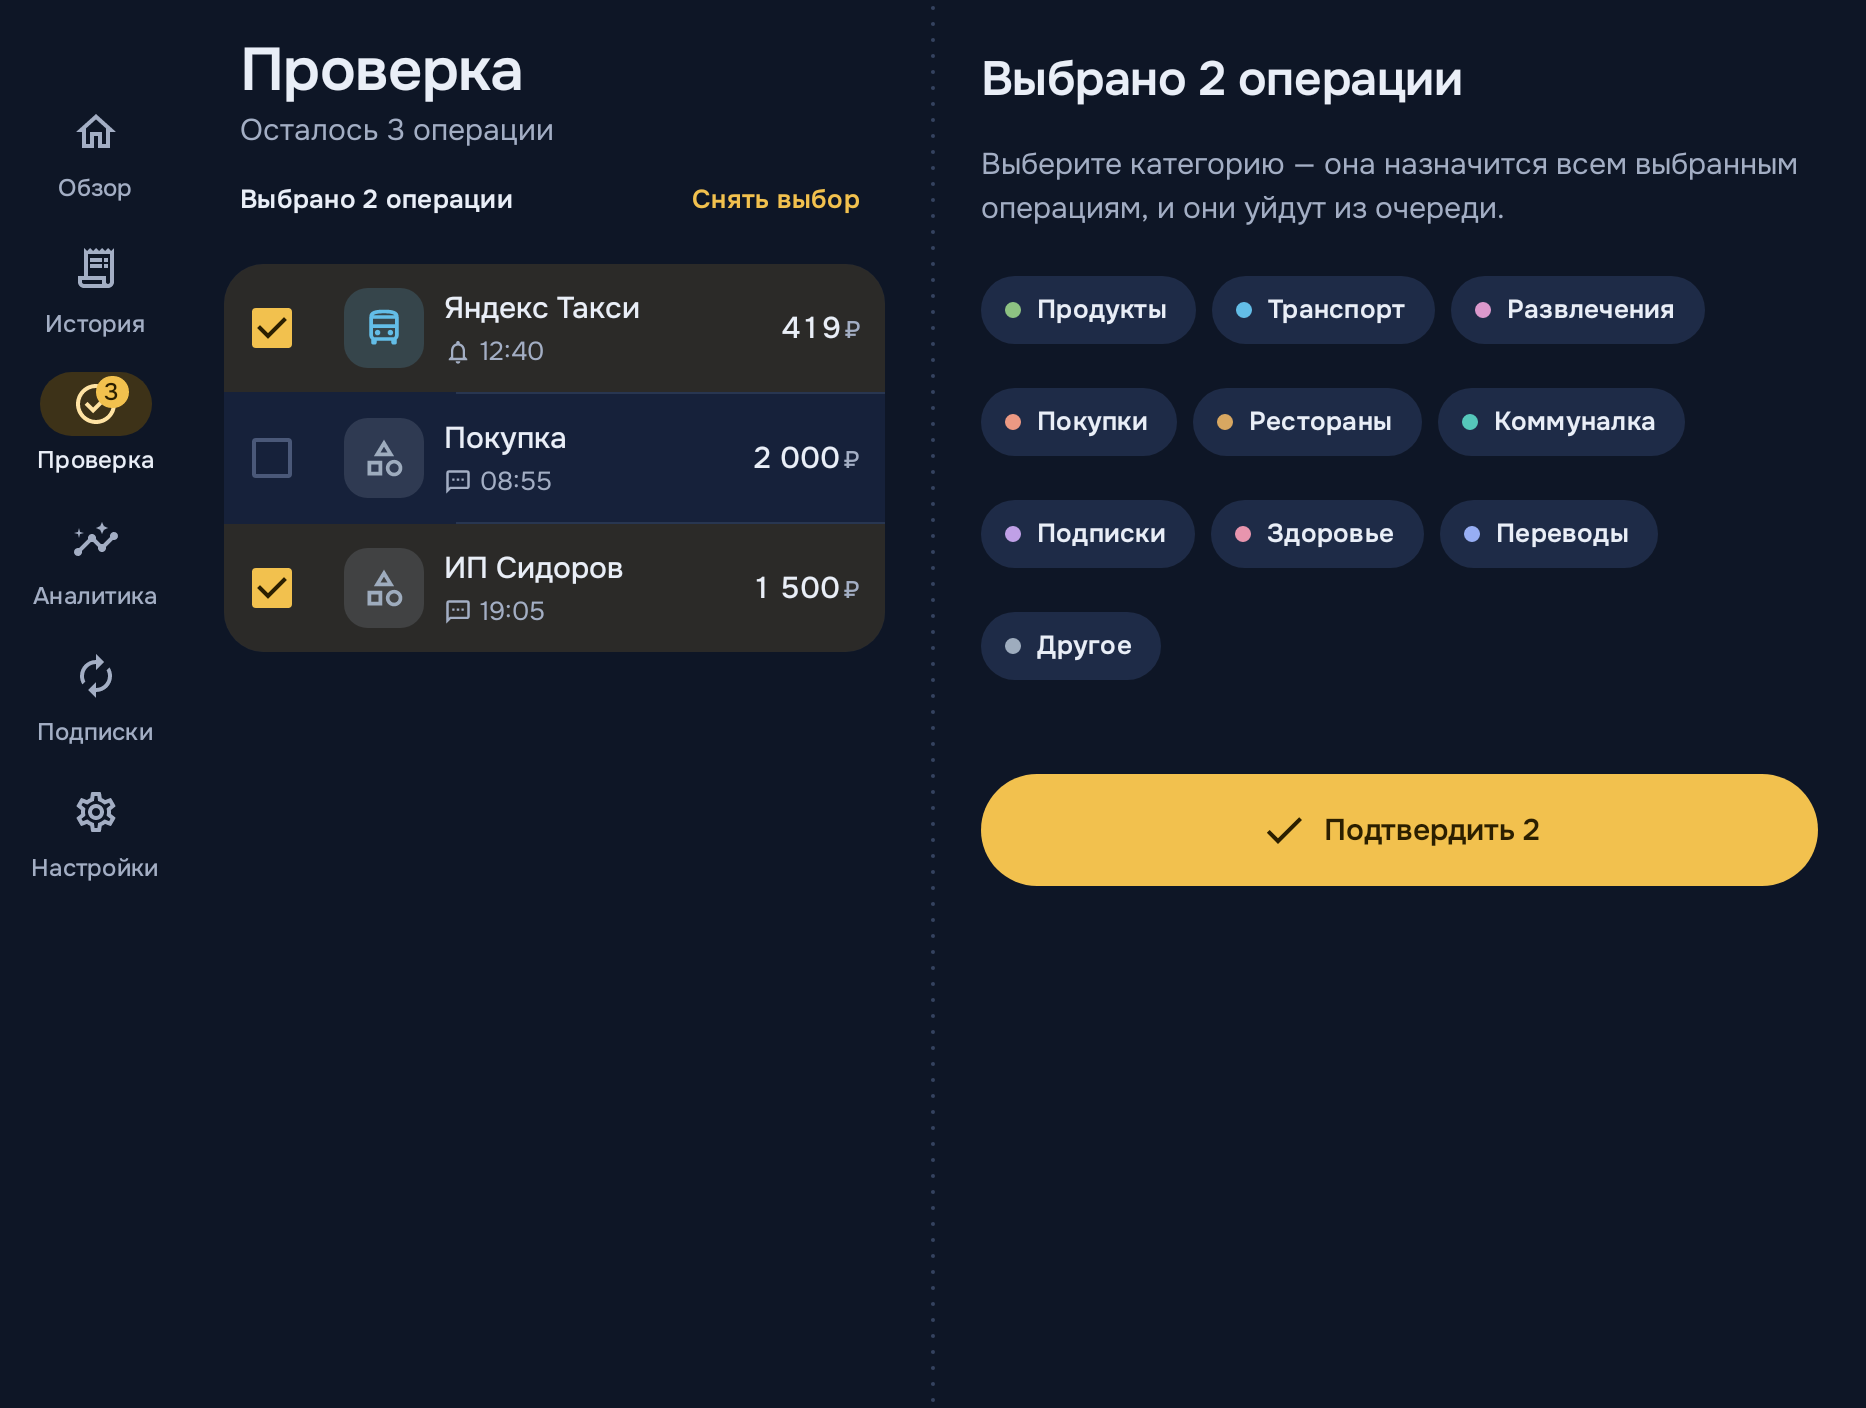 Обзор
История
3
Проверка
Аналитика
Подписки
Настройки
Проверка
Осталось 3 операции
Выбрано 2 операции
Снять выбор
Яндекс Такси
12:40
419 ₽
Покупка
08:55
2 000 ₽
ИП Сидоров
19:05
1 500 ₽
Выбрано 2 операции
Выберите категорию — она назначится всем выбранным
операциям, и они уйдут из очереди.
Продукты
Транспорт
Развлечения
Покупки
Рестораны
Коммуналка
Подписки
Здоровье
Переводы
Другое
Подтвердить 2